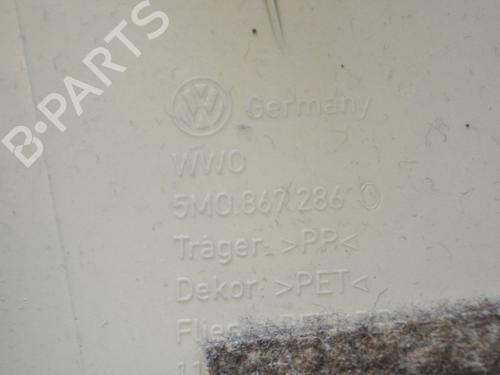 B-PARTS
Germany
WWO
5M0.867.286 D
Träger: >PP<
Dekor: >PET<